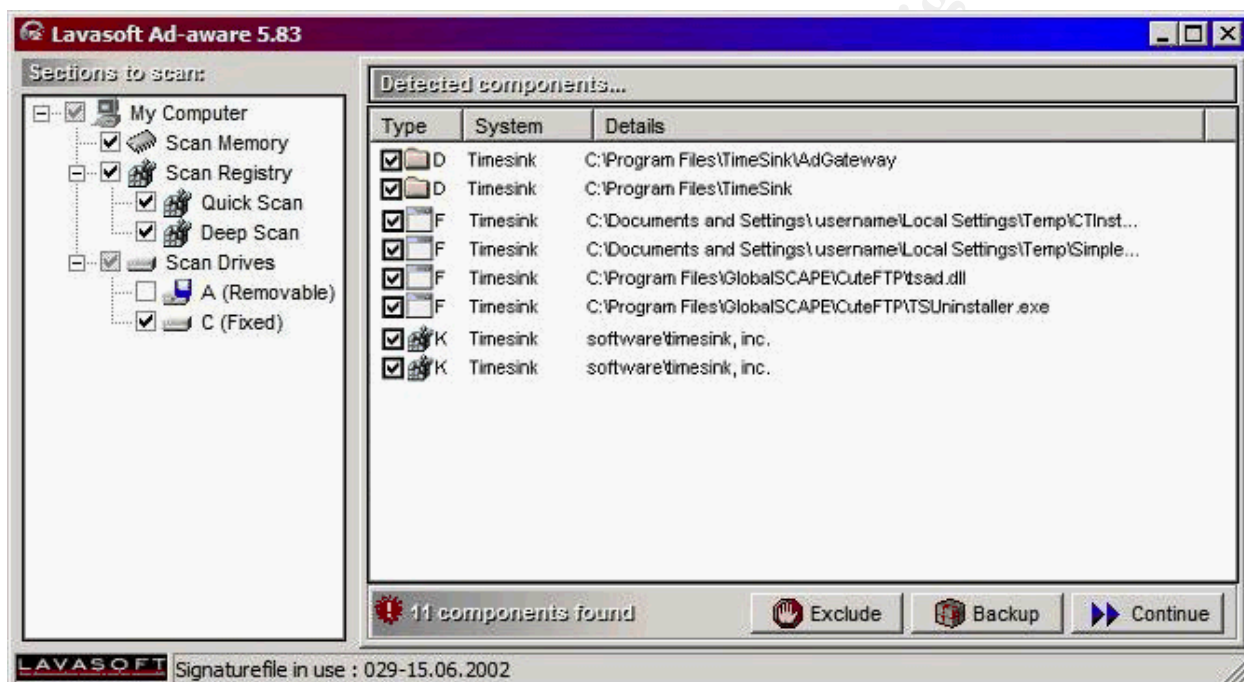 Lavasoft Ad-aware 5.83
Sections to scan:
My Computer
Scan Memory
Scan Registry
Quick Scan
Deep Scan
Scan Drives
A (Removable)
C (Fixed)
Detected components...
Type System Details
D Timesink C:\Program Files\TimeSink\AdGateway
D Timesink C:\Program Files\TimeSink
F Timesink C:\Documents and Settings\ username\Local Settings\Temp\CTInst...
F Timesink C:\Documents and Settings\ username\Local Settings\Temp\Simple...
F Timesink C:\Program Files\GlobalSCAPE\CuteFTP\tsad.dll
F Timesink C:\Program Files\GlobalSCAPE\CuteFTP\TSUninstaller.exe
K Timesink software\timesink, inc.
K Timesink software\timesink, inc.
11 components found
Exclude
Backup
Continue
LAVASOFT Signaturefile in use : 029-15.06.2002